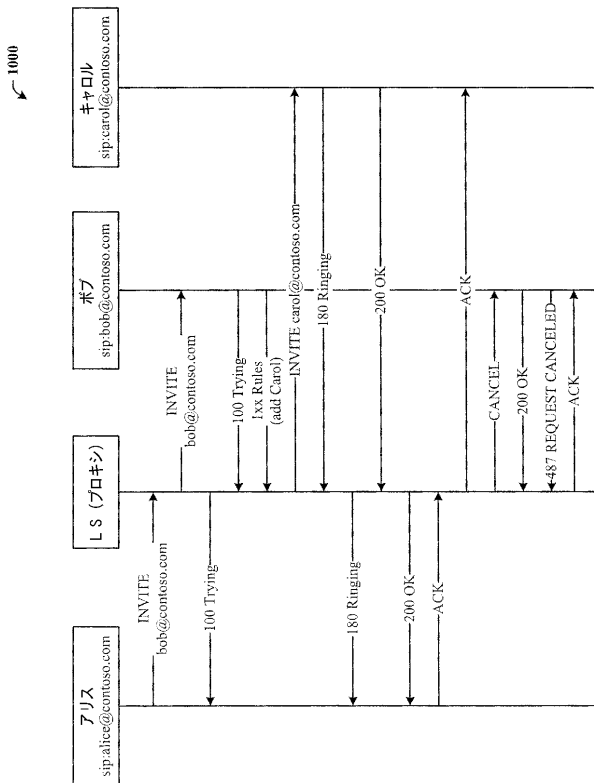 1000
アリス
sip:alice@contoso.com
ＬＳ（プロキシ）
ボブ
sip:bob@contoso.com
キャロル
sip:carol@contoso.com
INVITE
bob@contoso.com
INVITE
bob@contoso.com
100 Trying
100 Trying
1xx Rules
(add Carol)
INVITE carol@contoso.com
180 Ringing
180 Ringing
200 OK
200 OK
ACK
ACK
CANCEL
200 OK
487 REQUEST CANCELED
ACK